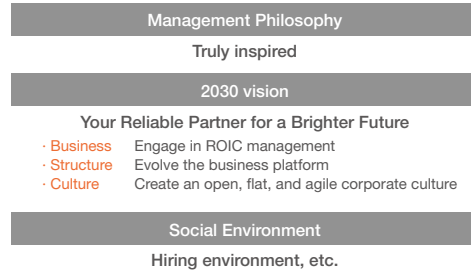 Management Philosophy
Truly inspired
2030 vision
Your Reliable Partner for a Brighter Future
· Business Engage in ROIC management
· Structure Evolve the business platform
· Culture Create an open, flat, and agile corporate culture
Social Environment
Hiring environment, etc.